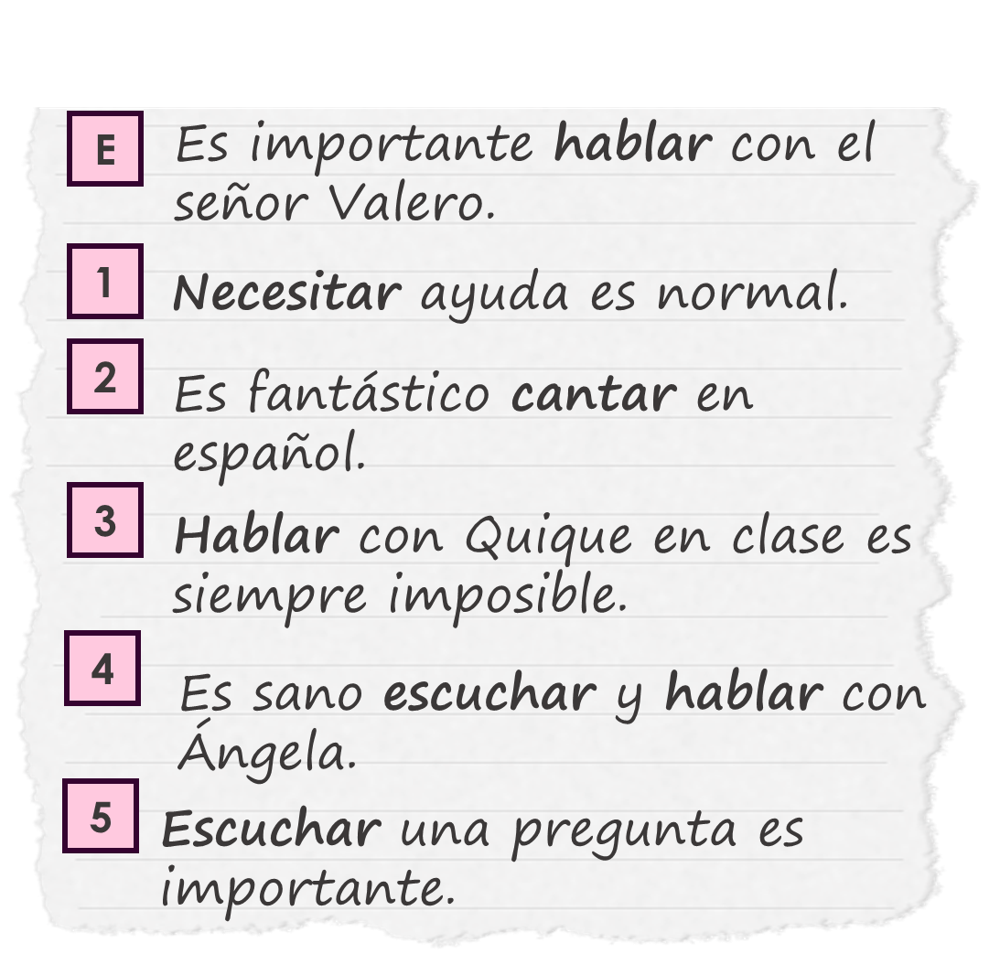 E Es importante hablar con el
señor Valero.
1 Necesitar ayuda es normal.
2 Es fantástico cantar en
español.
3 Hablar con Quique en clase es
siempre imposible.
4 Es sano escuchar y hablar con
Ángela.
5 Escuchar una pregunta es
importante.